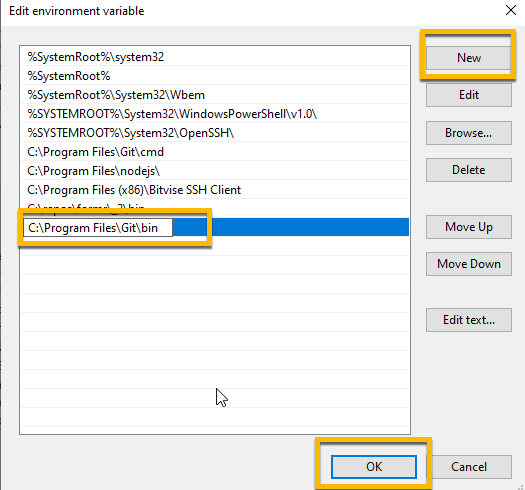 Edit environment variable
%SystemRoot%\system32
%SystemRoot%
%SystemRoot%\System32\Wbem
%SYSTEMROOT%\System32\WindowsPowerShell\v1.0\
%SYSTEMROOT%\System32\OpenSSH\
C:\Program Files\Git\cmd
C:\Program Files\nodejs\
C:\Program Files (x86)\Bitvise SSH Client
C:\Program Files\Git\bin
New
Edit
Browse...
Delete
Move Up
Move Down
Edit text...
OK
Cancel